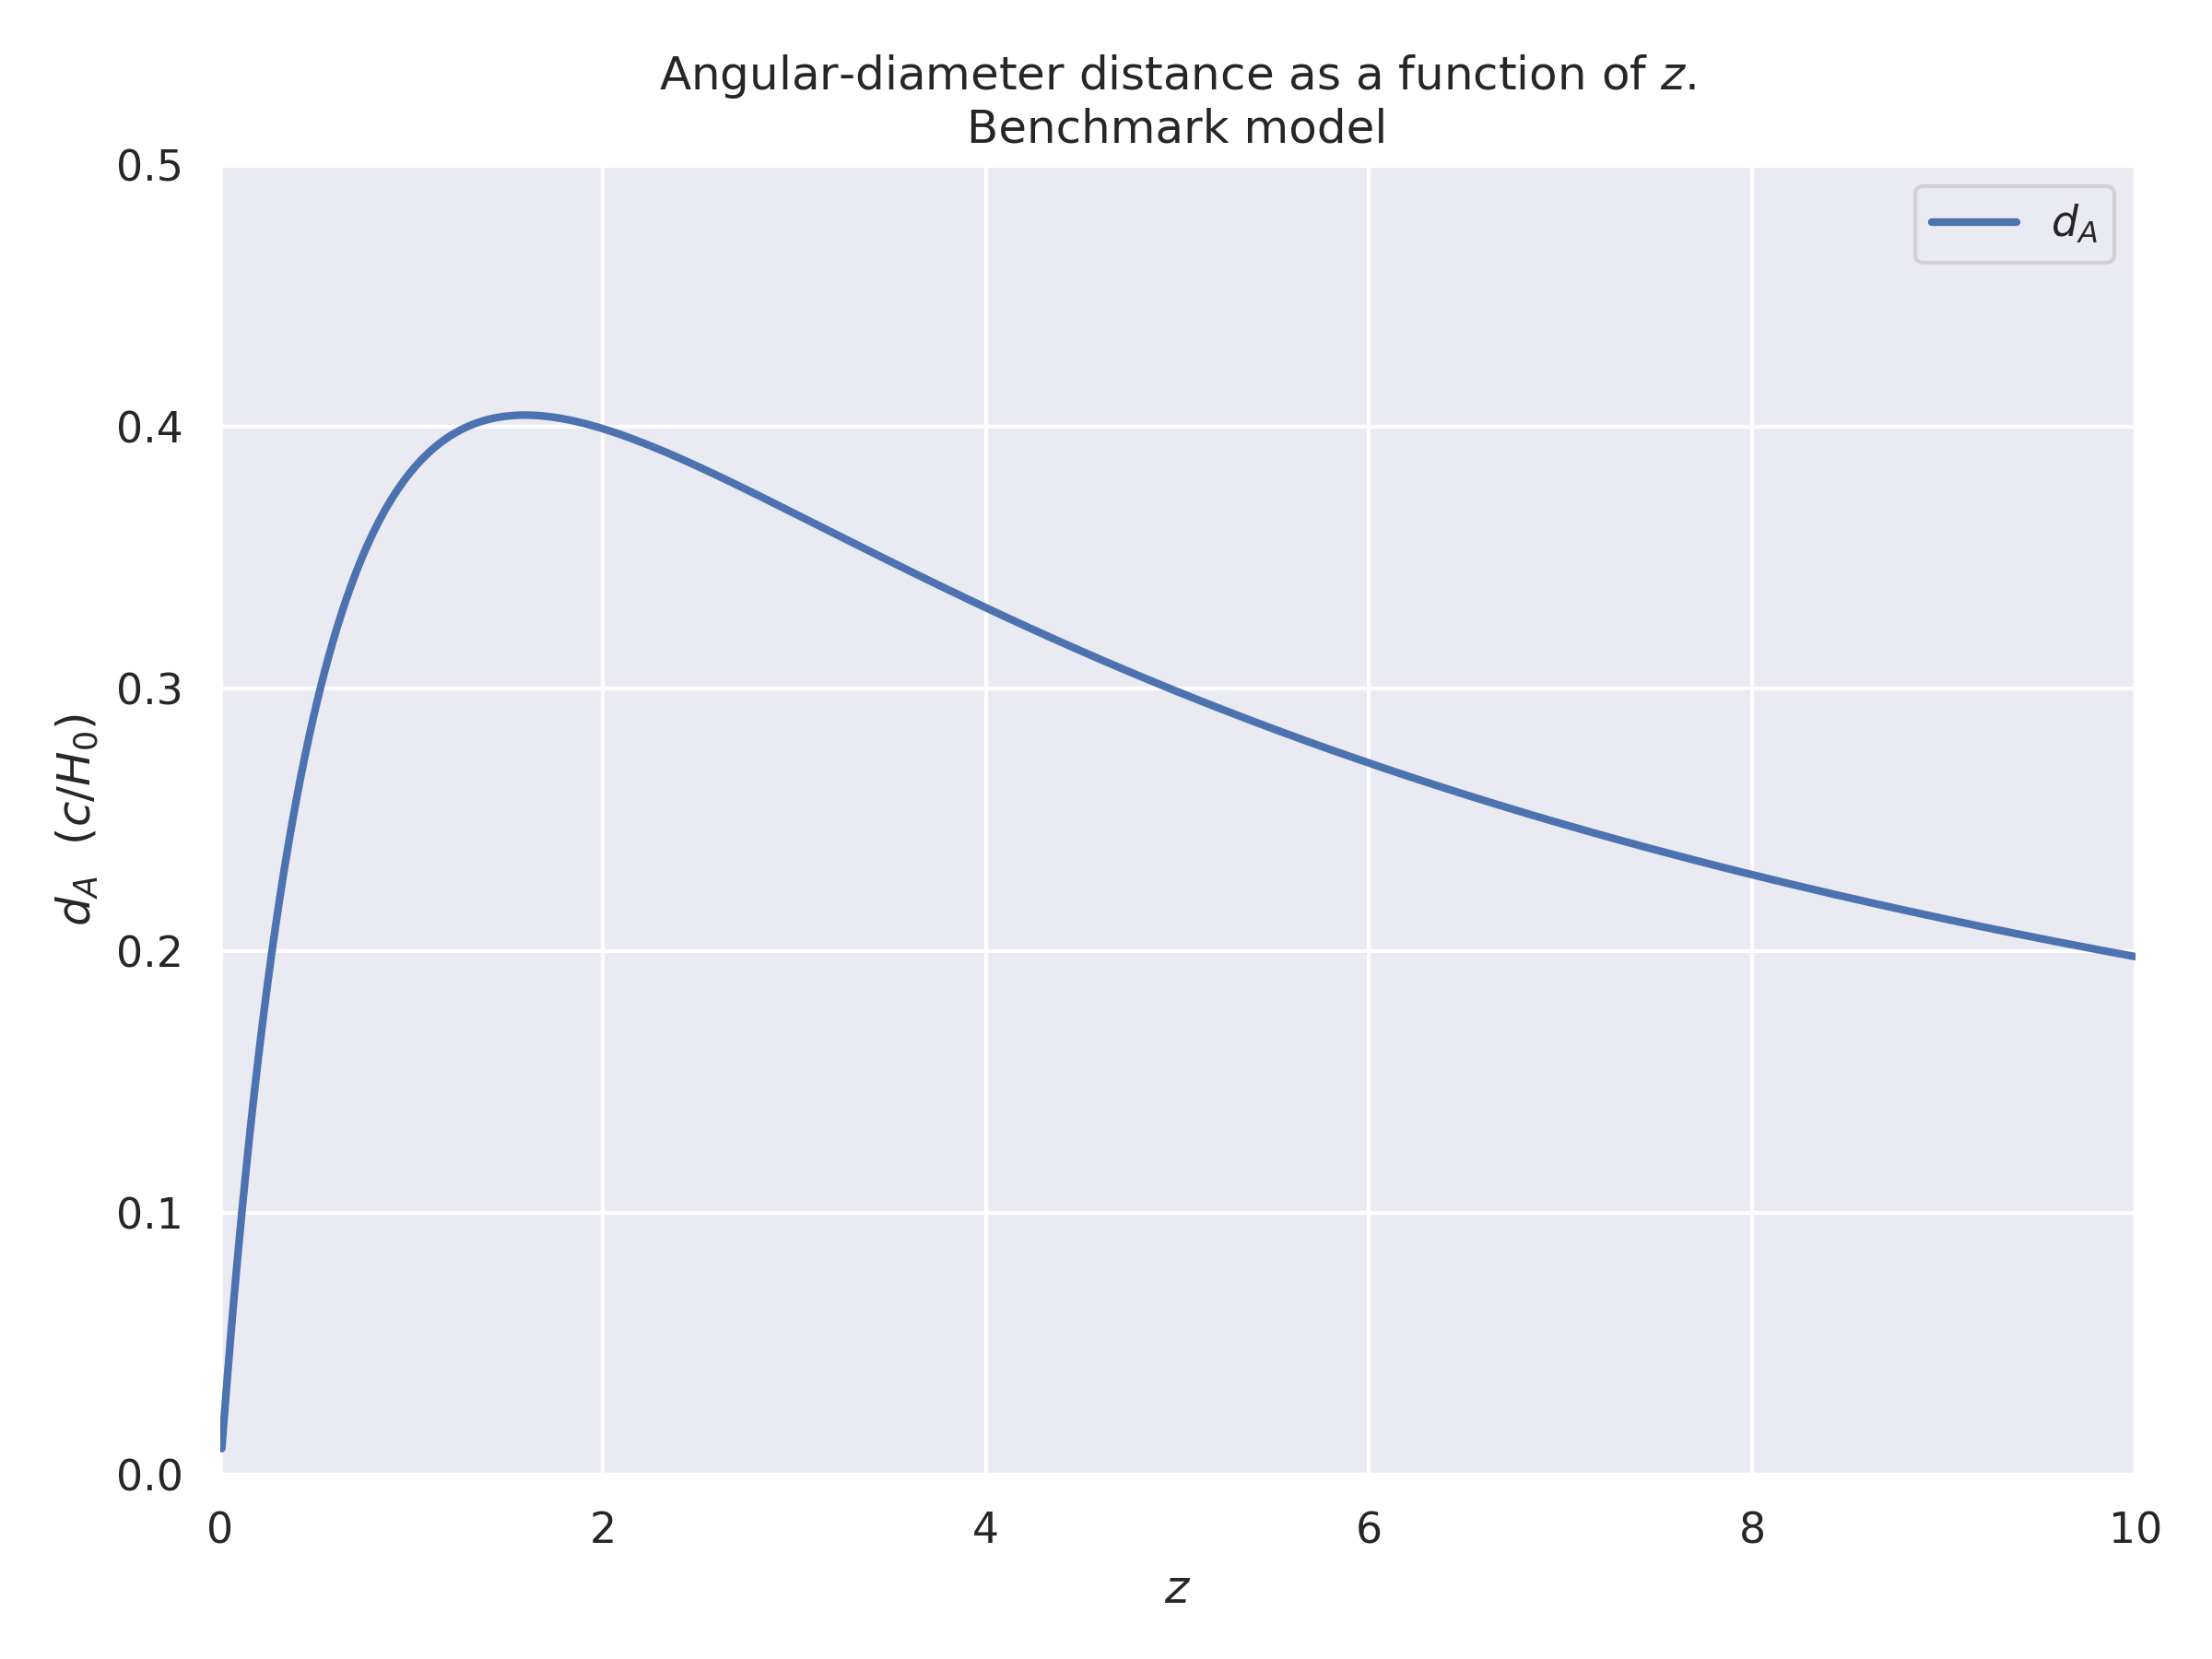 Angular-diameter distance as a function of z.
Benchmark model
d_A
d_A (c/H_0)
0.5
0.4
0.3
0.2
0.1
0.0
0 2 4 6 8 10
z